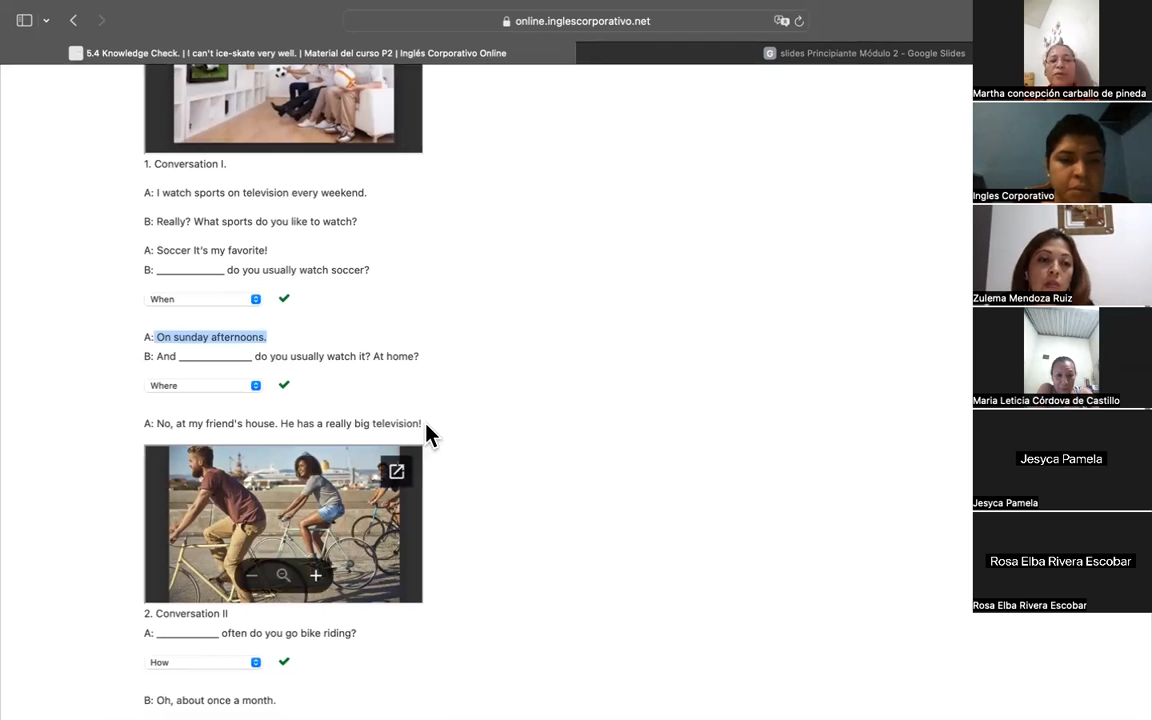 online.inglescorporativo.net
5.4 Knowledge Check. | I can't ice-skate very well. | Material del curso P2 | Inglés Corporativo Online
G slides Principiante Módulo 2 - Google Slides
1. Conversation I.
A: I watch sports on television every weekend.
B: Really? What sports do you like to watch?
A: Soccer It's my favorite!
B: ____________ do you usually watch soccer?
When
A: On sunday afternoons.
B: And _____________ do you usually watch it? At home?
Where
A: No, at my friend's house. He has a really big television!
2. Conversation II
A: ___________ often do you go bike riding?
How
B: Oh, about once a month.
Martha concepción carballo de pineda
Ingles Corporativo
Zulema Mendoza Ruiz
Maria Leticia Córdova de Castillo
Jesyca Pamela
Jesyca Pamela
Rosa Elba Rivera Escobar
Rosa Elba Rivera Escobar